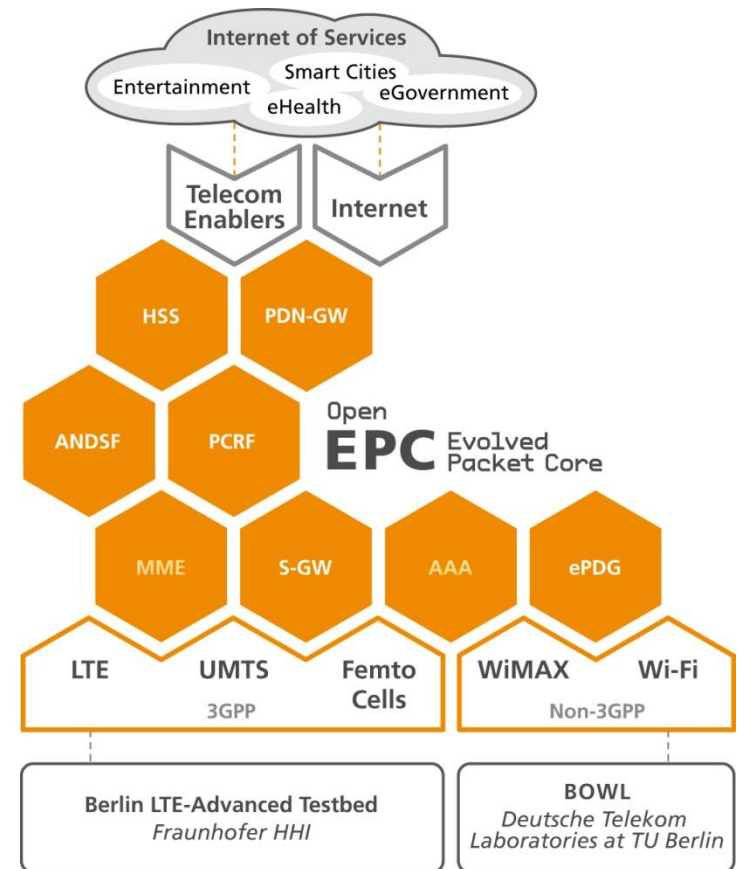 Internet of Services
Entertainment
Smart Cities
eHealth
eGovernment
Telecom
Enablers
Internet
HSS
PDN-GW
ANDSF
PCRF
Open
EPC
Evolved
Packet Core
MME
S-GW
AAA
ePDG
LTE
UMTS
Femto
Cells
3GPP
WiMAX
Wi-Fi
Non-3GPP
Berlin LTE-Advanced Testbed
Fraunhofer HHI
BOWL
Deutsche Telekom
Laboratories at TU Berlin